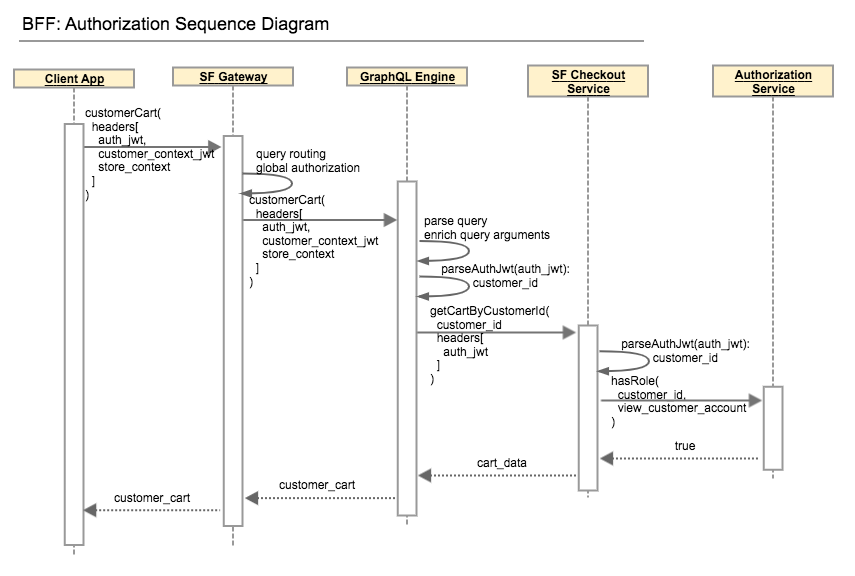 BFF: Authorization Sequence Diagram
Client App
SF Gateway
GraphQL Engine
SF Checkout
Service
Authorization
Service
customerCart(
headers[
auth_jwt,
customer_context_jwt
store_context
]
)
query routing
global authorization
customerCart(
headers[
auth_jwt,
customer_context_jwt
store_context
]
)
parse query
enrich query arguments
parseAuthJwt(auth_jwt):
customer_id
getCartByCustomerId(
customer_id
headers[
auth_jwt
]
)
parseAuthJwt(auth_jwt):
customer_id
hasRole(
customer_id,
view_customer_account
)
true
cart_data
customer_cart
customer_cart